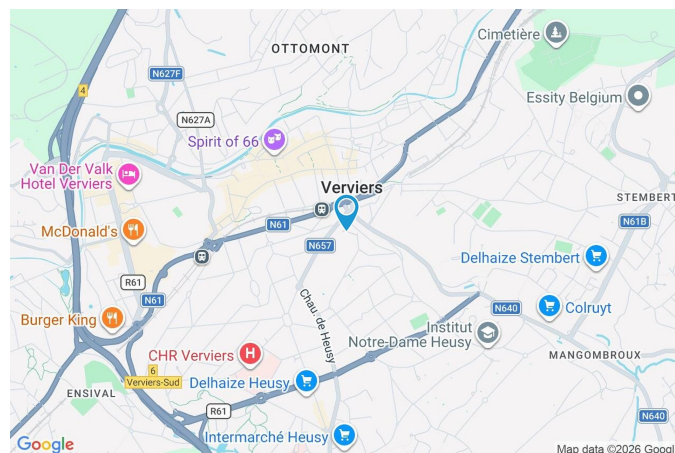 OTTOMONT
Cimetière
N627F
4
Essity Belgium
N627A
Spirit of 66
Van Der Valk
Hotel Verviers
Verviers
STEMBERT
McDonald's
N61
N61B
N657
Delhaize Stembert
R61
N61
Colruyt
Burger King
Chau. de Heusy
N640
Institut
Notre-Dame Heusy
CHR Verviers
MANGOMBROUX
6
Verviers-Sud
Delhaize Heusy
ENSIVAL
R61
N640
Intermarché Heusy
Google
Map data ©2026 Googl